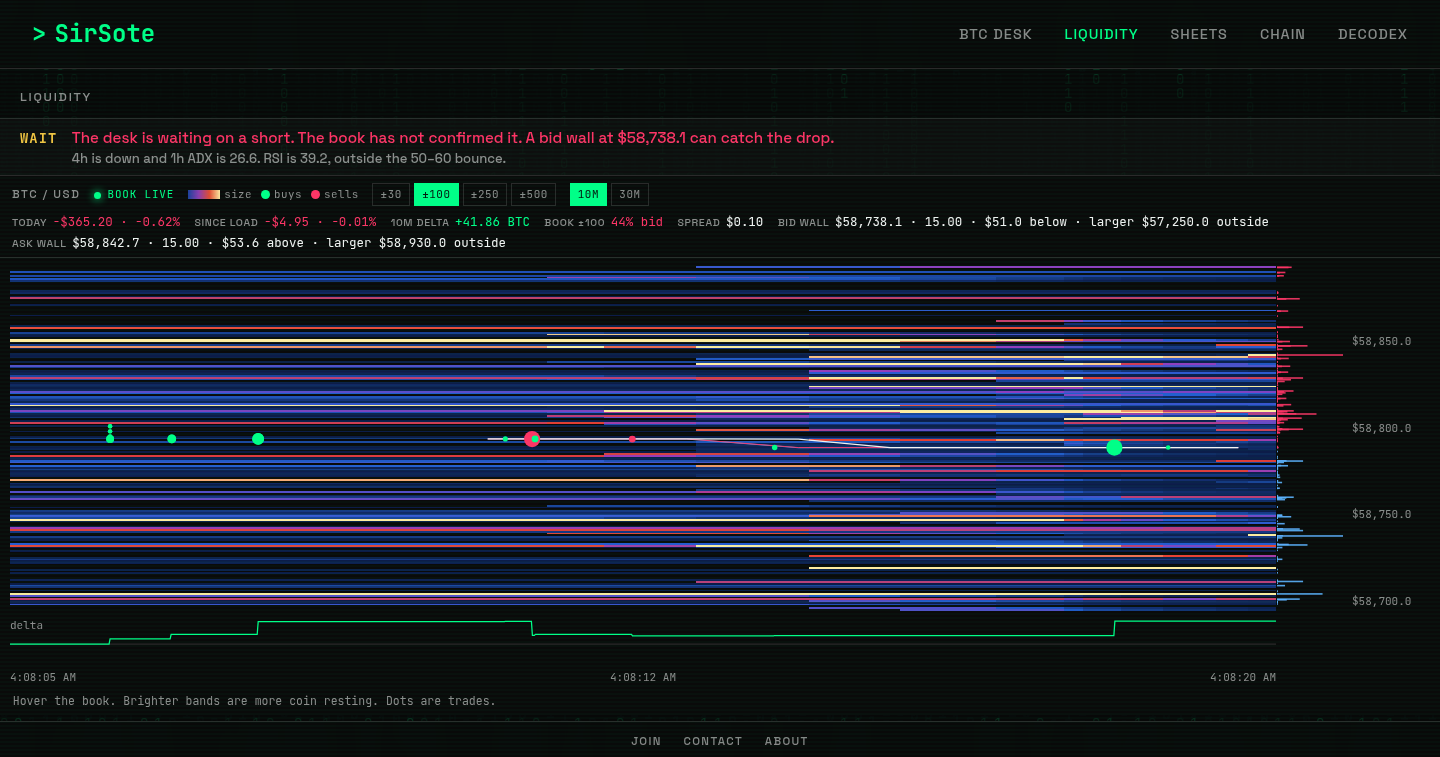 > SirSote
BTC DESK LIQUIDITY SHEETS CHAIN DECODEX
LIQUIDITY
WAIT The desk is waiting on a short. The book has not confirmed it. A bid wall at $58,738.1 can catch the drop.
4h is down and 1h ADX is 26.6. RSI is 39.2, outside the 50–60 bounce.
BTC / USD BOOK LIVE size buys sells ±30 ±100 ±250 ±500 10M 30M
TODAY -$365.20 · -0.62% SINCE LOAD -$4.95 · -0.01% 10M DELTA +41.86 BTC BOOK ±100 44% bid SPREAD $0.10 BID WALL $58,738.1 · 15.00 · $51.0 below · larger $57,250.0 outside
ASK WALL $58,842.7 · 15.00 · $53.6 above · larger $58,930.0 outside
$58,850.0
$58,800.0
$58,750.0
$58,700.0
delta
4:08:05 AM 4:08:12 AM 4:08:20 AM
Hover the book. Brighter bands are more coin resting. Dots are trades.
JOIN CONTACT ABOUT